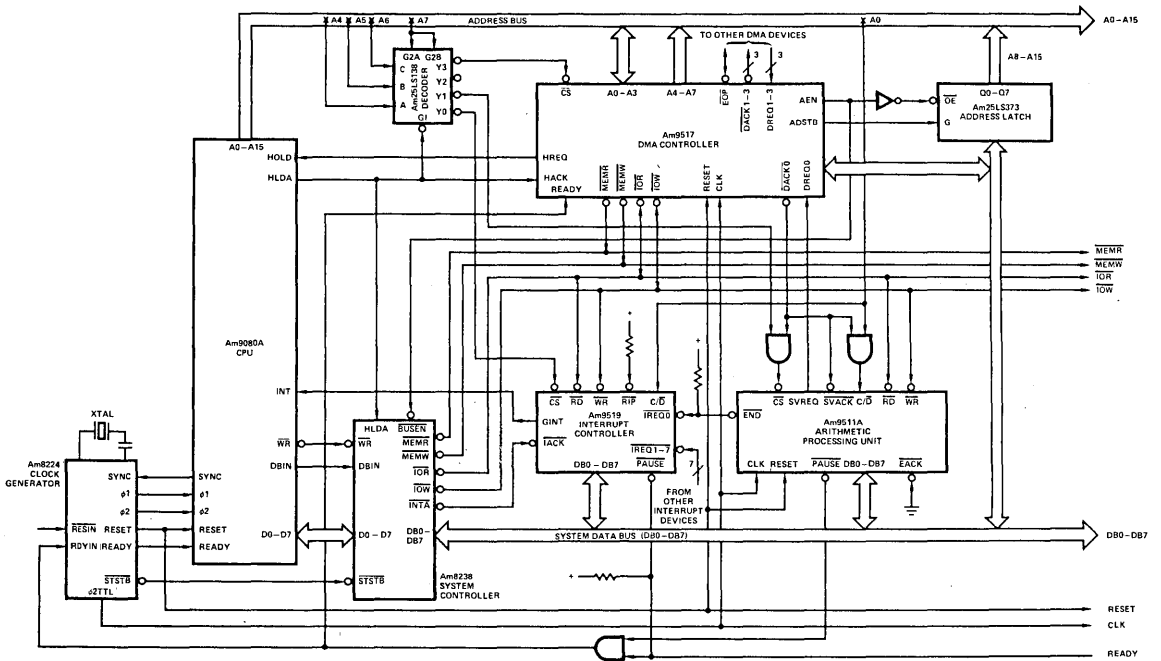 A4 A5 A6 A7 ADDRESS BUS A0 A0–A15
TO OTHER DMA DEVICES
3 3
A8–A15
G2A G2B
C
B
A
Y3
Y2
Y1
Y0
GI
Am25LS138
DECODER
CS A0–A3 A4–A7 EOP DACK1-3 DREQ1-3
AEN
ADSTB
Am9517
DMA CONTROLLER
HREQ
HACK
READY
MEMR MEMW IOR IOW RESET CLK DACK0 DREQ0
OE Q0–Q7
Am25LS373
G ADDRESS LATCH
A0–A15
HOLD
HLDA
Am9080A
CPU
INT
WR
DBIN
SYNC
ϕ1
ϕ2
RESET
READY
D0–D7
MEMR
MEMW
IOR
IOW
XTAL
Am8224
CLOCK
GENERATOR
SYNC
ϕ1
ϕ2
RESIN RESET
RDYIN READY
STSTB
ϕ2TTL
HLDA BUSEN
WR MEMR
DBIN MEMW
IOR
IOW
INTA
D0–D7 DB0–
DB7
STSTB
Am8238
SYSTEM
CONTROLLER
+
+
CS RD WR RIP C/D
GINT Am9519 IREQ0
INTERRUPT
CONTROLLER
IACK IREQ1-7
DB0–DB7 PAUSE
7
FROM
OTHER
INTERRUPT
DEVICES
CS SVREQ SVACK C/D RD WR
END Am9511A
ARITHMETIC
PROCESSING UNIT
CLK RESET PAUSE DB0–DB7 EACK
SYSTEM DATA BUS (DB0–DB7)
DB0–DB7
+
RESET
CLK
READY